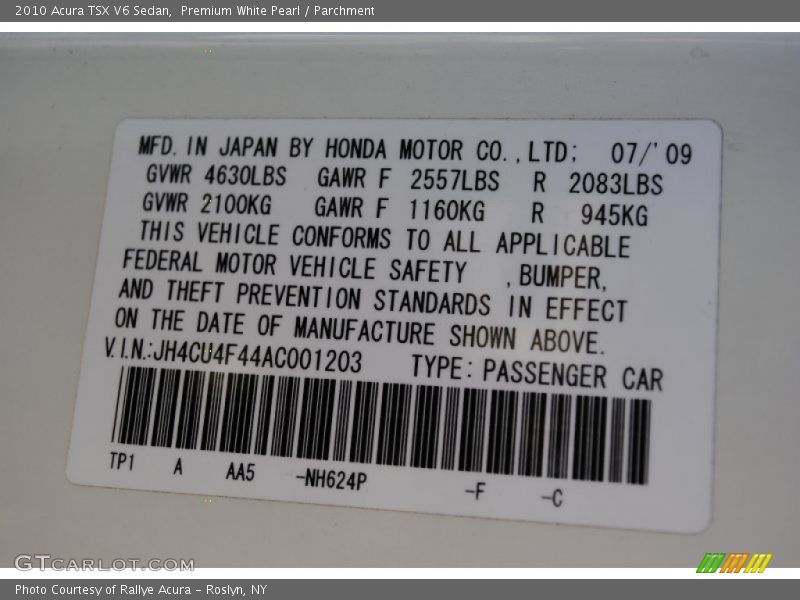 2010 Acura TSX V6 Sedan,  Premium White Pearl / Parchment
MFD. IN JAPAN BY HONDA MOTOR CO.,LTD; 07/'09
GVWR 4630LBS GAWR F 2557LBS R 2083LBS
GVWR 2100KG GAWR F 1160KG R 945KG
THIS VEHICLE CONFORMS TO ALL APPLICABLE
FEDERAL MOTOR VEHICLE SAFETY ,BUMPER,
AND THEFT PREVENTION STANDARDS IN EFFECT
ON THE DATE OF MANUFACTURE SHOWN ABOVE.
V.I.N.:JH4CU4F44AC001203 TYPE: PASSENGER CAR
TP1 A AA5 -NH624P -F -C
GTCARLOT.COM
Photo Courtesy of Rallye Acura - Roslyn, NY